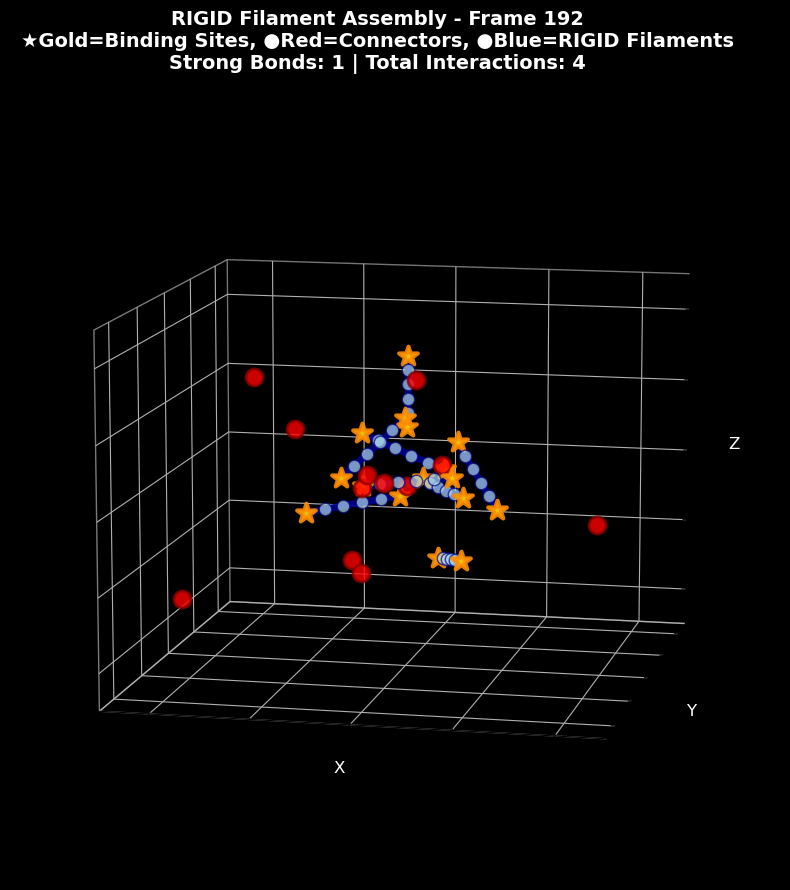 RIGID Filament Assembly - Frame 192
★Gold=Binding Sites, ●Red=Connectors, ●Blue=RIGID Filaments
Strong Bonds: 1 | Total Interactions: 4
Z
Y
X